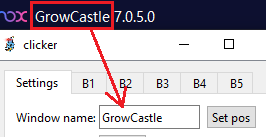 nox GrowCastle 7.0.5.0
clicker
Settings B1 B2 B3 B4 B5
Window name: GrowCastle Set pos